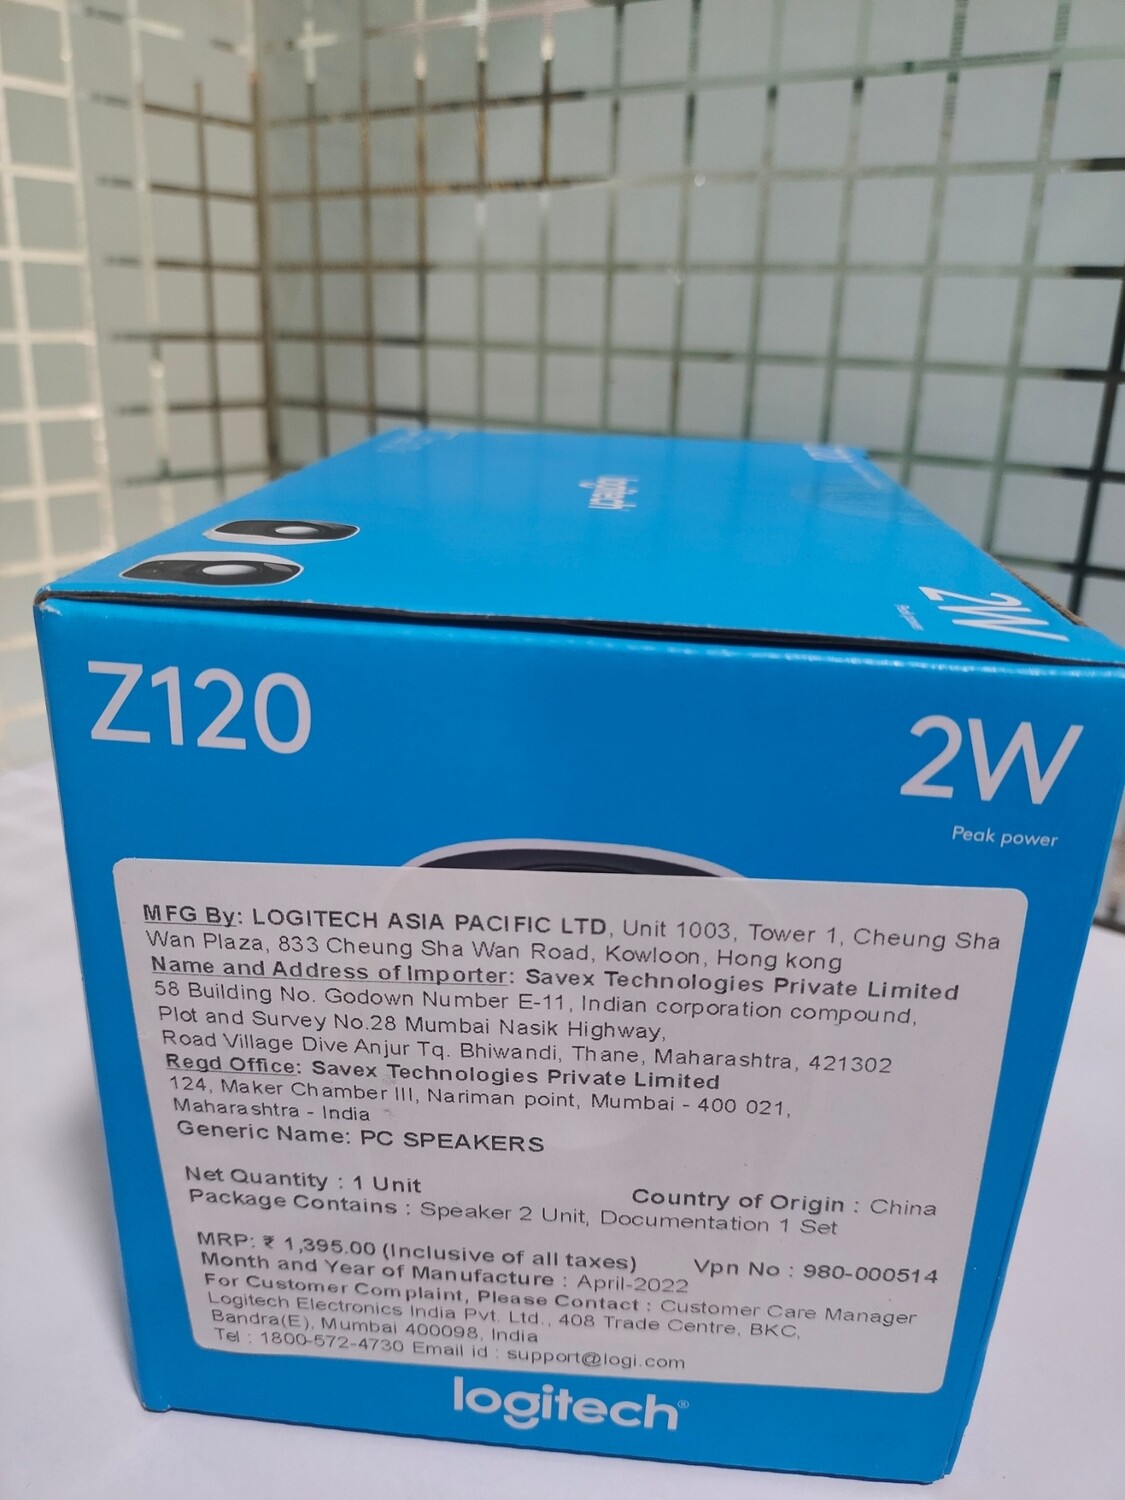 logitech
2W
Peak power
Z120
2W
Peak power
MFG By: LOGITECH ASIA PACIFIC LTD, Unit 1003, Tower 1, Cheung Sha
Wan Plaza, 833 Cheung Sha Wan Road, Kowloon, Hong kong
Name and Address of Importer: Savex Technologies Private Limited
58 Building No. Godown Number E-11, Indian corporation compound,
Plot and Survey No.28 Mumbai Nasik Highway,
Road Village Dive Anjur Tq. Bhiwandi, Thane, Maharashtra, 421302
Regd Office: Savex Technologies Private Limited
124, Maker Chamber III, Nariman point, Mumbai - 400 021,
Maharashtra - India
Generic Name: PC SPEAKERS
Net Quantity : 1 Unit
Country of Origin : China
Package Contains : Speaker 2 Unit, Documentation 1 Set
MRP: ₹ 1,395.00 (Inclusive of all taxes)
Vpn No : 980-000514
Month and Year of Manufacture : April-2022
For Customer Complaint, Please Contact : Customer Care Manager
Logitech Electronics India Pvt. Ltd., 408 Trade Centre, BKC,
Bandra(E), Mumbai 400098, India
Tel : 1800-572-4730 Email id : support@logi.com
logitech®